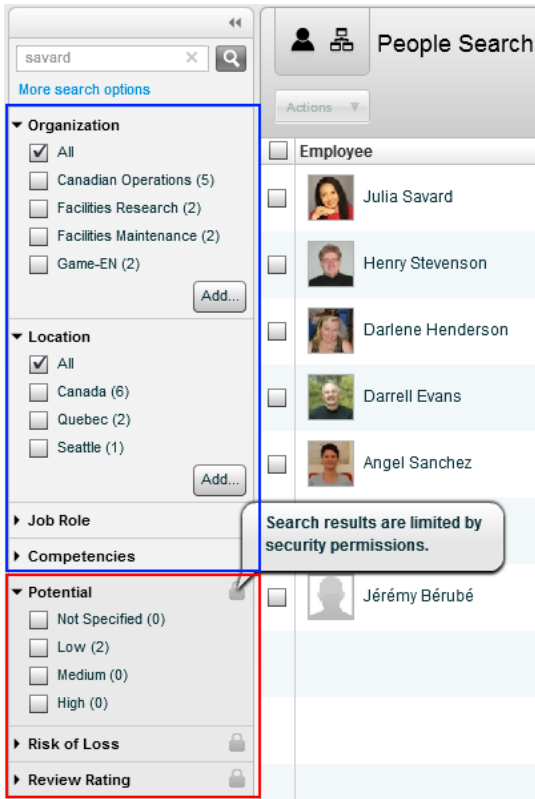 savard
More search options
Organization
All
Canadian Operations (5)
Facilities Research (2)
Facilities Maintenance (2)
Game-EN (2)
Add...
Location
All
Canada (6)
Quebec (2)
Seattle (1)
Add...
Job Role
Competencies
Potential
Not Specified (0)
Low (2)
Medium (0)
High (0)
Risk of Loss
Review Rating
People Search
Actions
Employee
Julia Savard
Henry Stevenson
Darlene Henderson
Darrell Evans
Angel Sanchez
Search results are limited by
security permissions.
Jérémy Bérubé